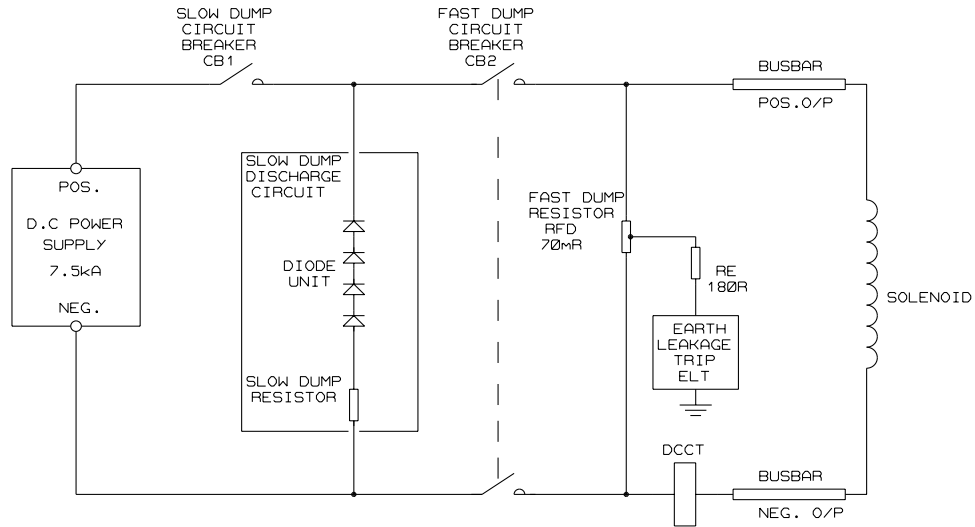 SLOW DUMP
CIRCUIT
BREAKER
CB1
FAST DUMP
CIRCUIT
BREAKER
CB2
BUSBAR
POS.O/P
POS.
D.C POWER
SUPPLY
7.5kA
NEG.
SLOW DUMP
DISCHARGE
CIRCUIT
DIODE
UNIT
SLOW DUMP
RESISTOR
FAST DUMP
RESISTOR
RFD
70mR
RE
180R
EARTH
LEAKAGE
TRIP
ELT
SOLENOID
DCCT
BUSBAR
NEG. O/P